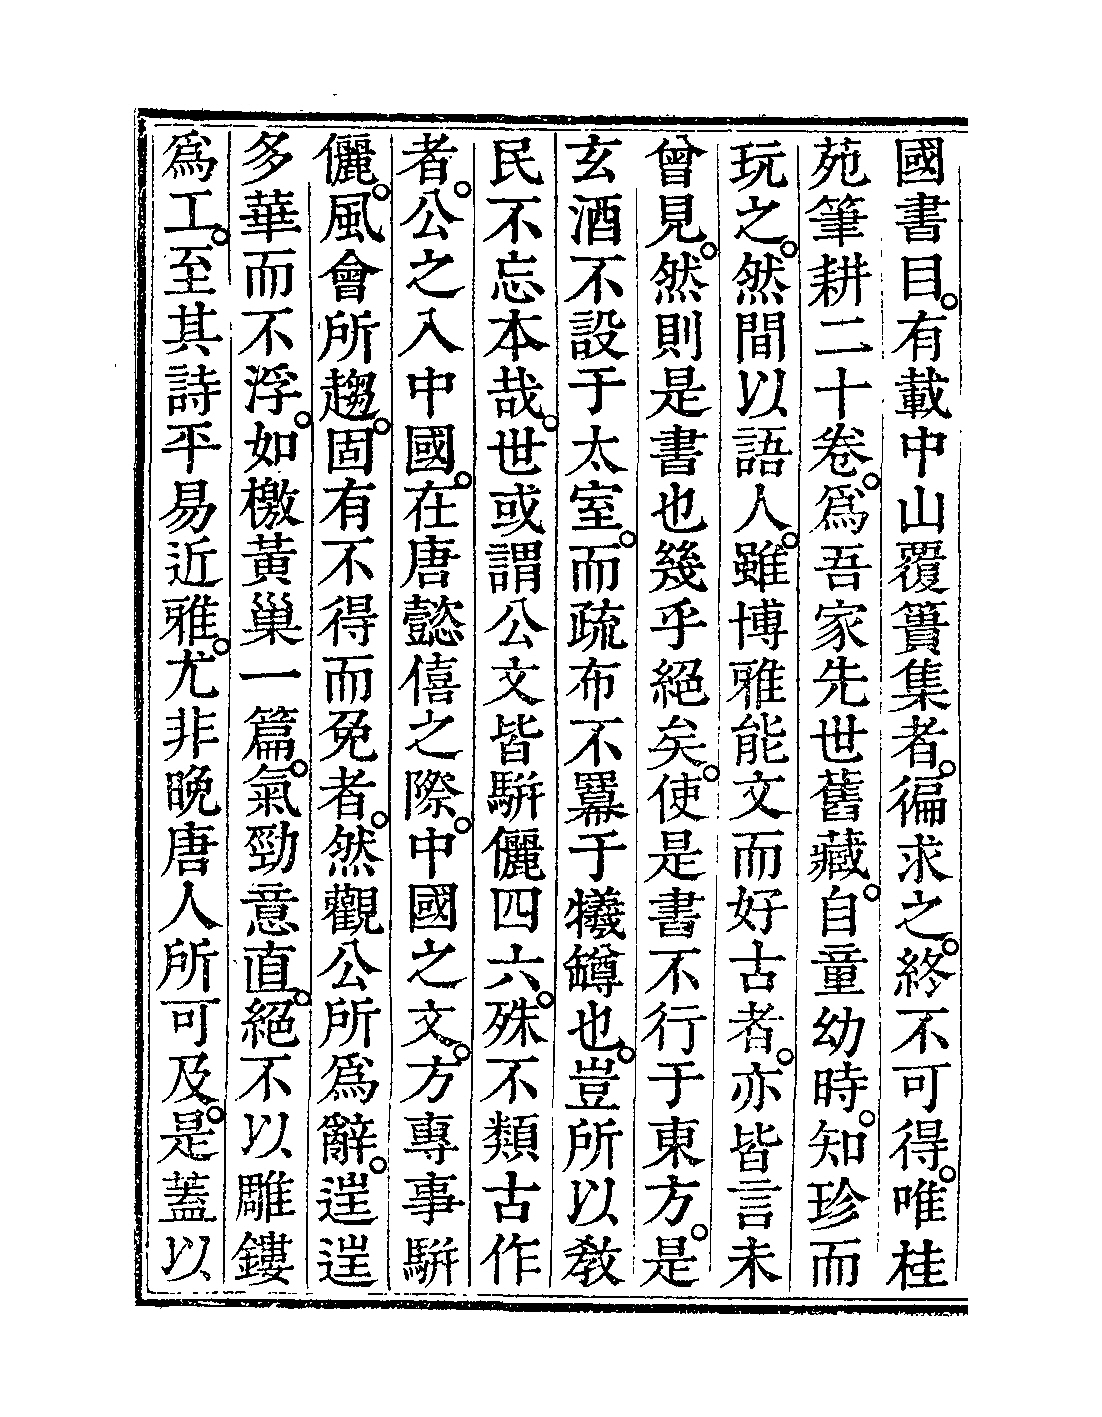 國書目。有載中山覆簣集者。徧求之。終不可得。唯桂
苑筆耕二十卷。爲吾家先世舊藏。自童幼時。知珍而
玩之。然間以語人。雖博雅能文而好古者。亦皆言未
曾見。然則是書也幾乎絕矣。使是書不行于東方。是
玄酒不設于太室。而疏布不羃于犧罇也。豈所以敎
民不忘本哉。世或謂公文皆騈儷四六。殊不類古作
者。公之入中國。在唐懿僖之際。中國之文。方專事騈
儷。風會所趨。固有不得而免者。然觀公所爲辭。逞逞
多華而不浮。如檄黃巢一篇。氣勁意直。絕不以雕鏤
爲工。至其詩平易近雅。尤非晚唐人所可及。是蓋以